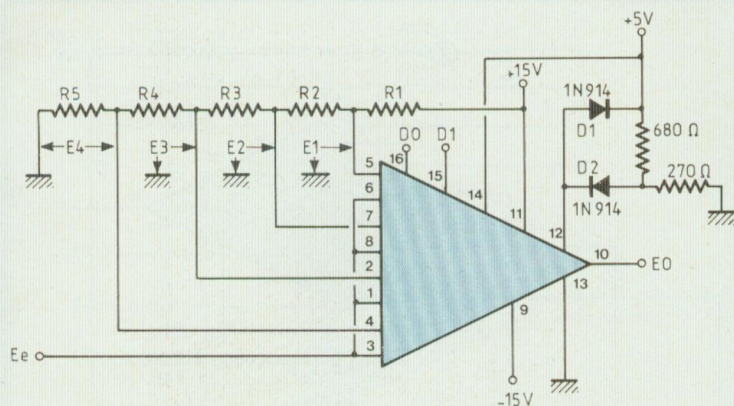 +5V
+15V
1N914
R5 R4 R3 R2 R1
D0 D1
D1
680 Ω
E4 E3 E2 E1
D2
270 Ω
1N914
5
16
15
14
11
12
6
7
8
2
1
4
3
10
13
9
E0
Ee
-15V